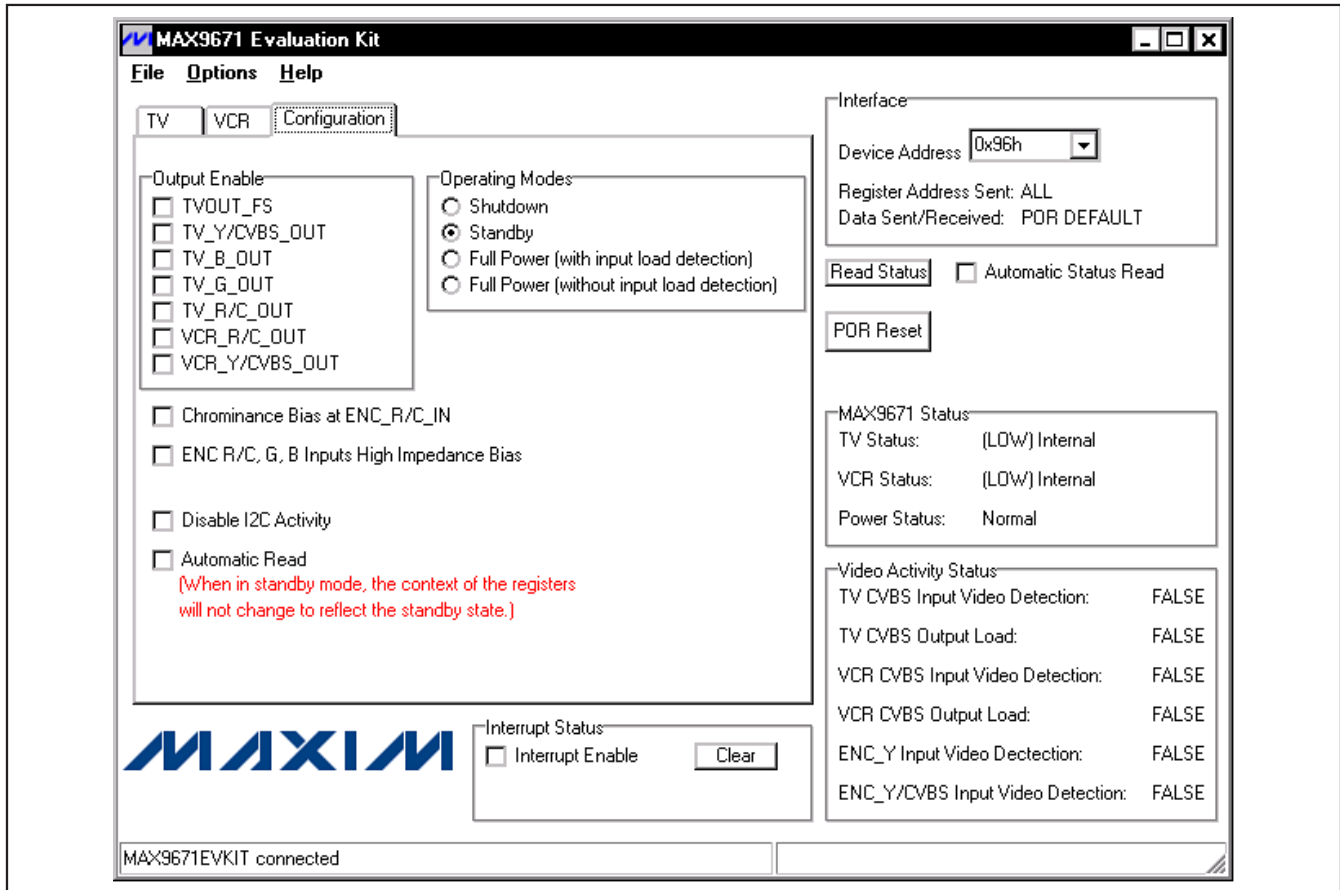 MAX9671 Evaluation Kit
File Options Help
TV VCR Configuration
Output Enable
TVOUT_FS
TV_Y/CVBS_OUT
TV_B_OUT
TV_G_OUT
TV_R/C_OUT
VCR_R/C_OUT
VCR_Y/CVBS_OUT
Operating Modes
Shutdown
Standby
Full Power (with input load detection)
Full Power (without input load detection)
Chrominance Bias at ENC_R/C_IN
ENC R/C, G, B Inputs High Impedance Bias
Disable I2C Activity
Automatic Read
(When in standby mode, the context of the registers
will not change to reflect the standby state.)
MAXIM
Interrupt Status
Interrupt Enable Clear
Interface
Device Address 0x96h
Register Address Sent: ALL
Data Sent/Received: POR DEFAULT
Read Status Automatic Status Read
POR Reset
MAX9671 Status
TV Status: (LOW) Internal
VCR Status: (LOW) Internal
Power Status: Normal
Video Activity Status
TV CVBS Input Video Detection: FALSE
TV CVBS Output Load: FALSE
VCR CVBS Input Video Detection: FALSE
VCR CVBS Output Load: FALSE
ENC_Y Input Video Dectection: FALSE
ENC_Y/CVBS Input Video Detection: FALSE
MAX9671EVKIT connected